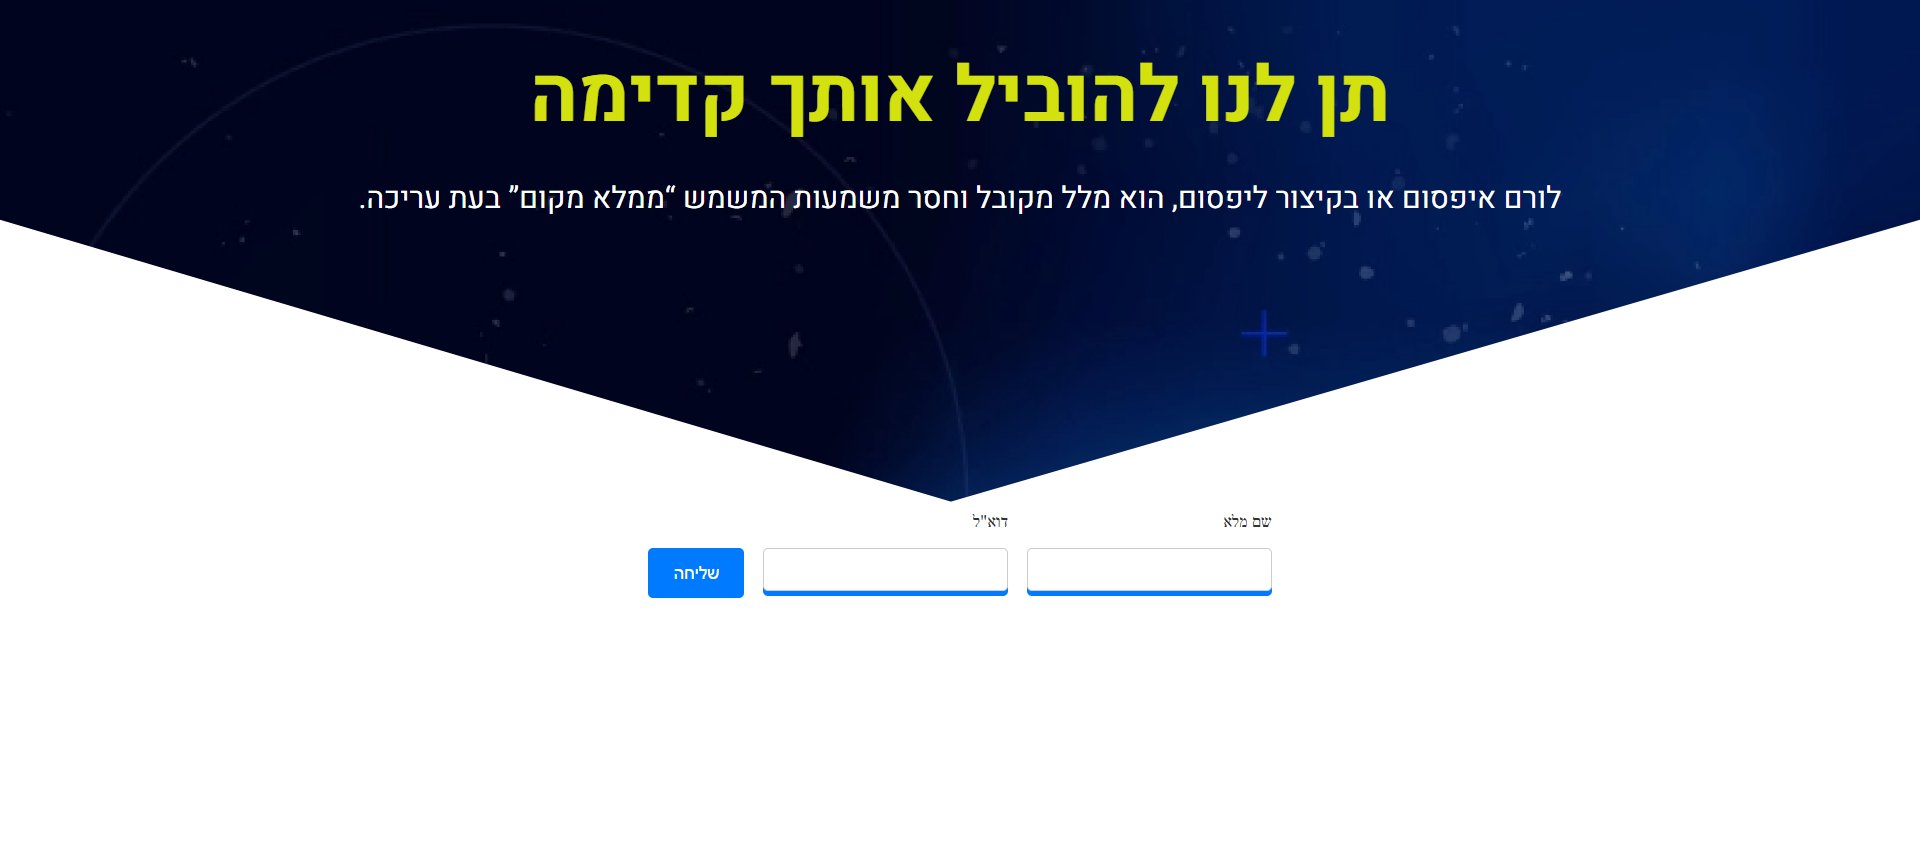 תן לנו להוביל אותך קדימה
לורם איפסום או בקיצור ליפסום, הוא מלל מקובל וחסר משמעות המשמש “ממלא מקום” בעת עריכה.
שם מלא
דוא"ל
שליחה